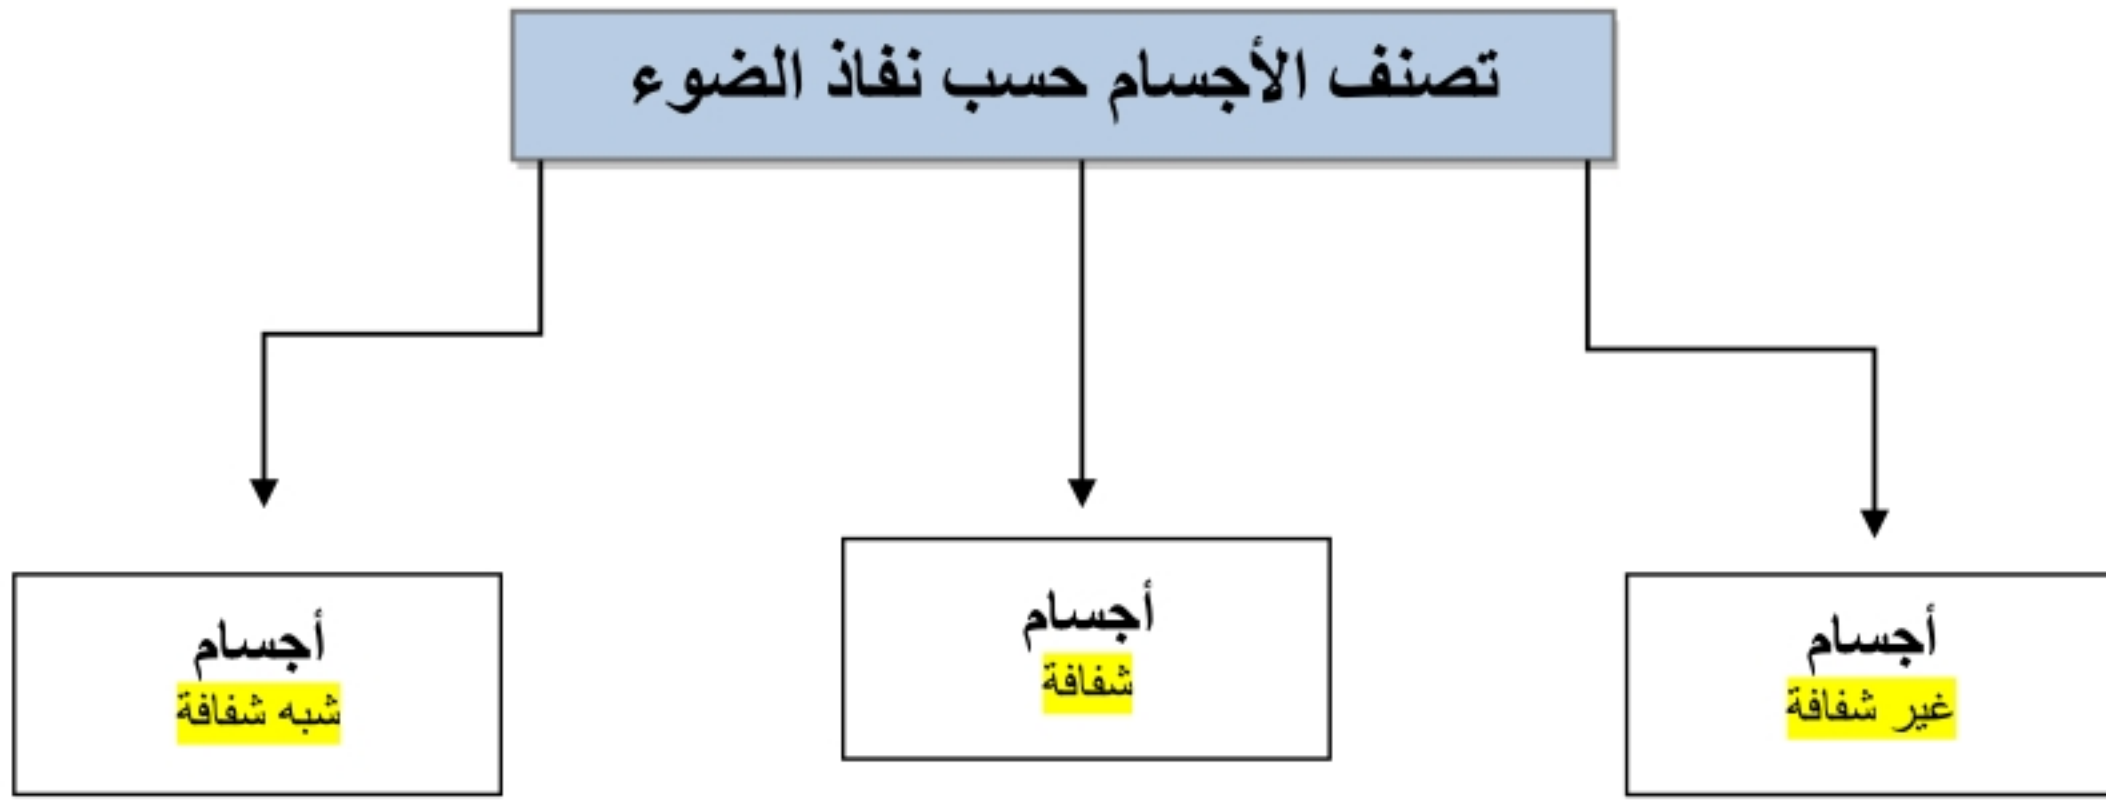 تصنف الأجسام حسب نفاذ الضوء
أجسام
غير شفافة
أجسام
شفافة
أجسام
شبه شفافة